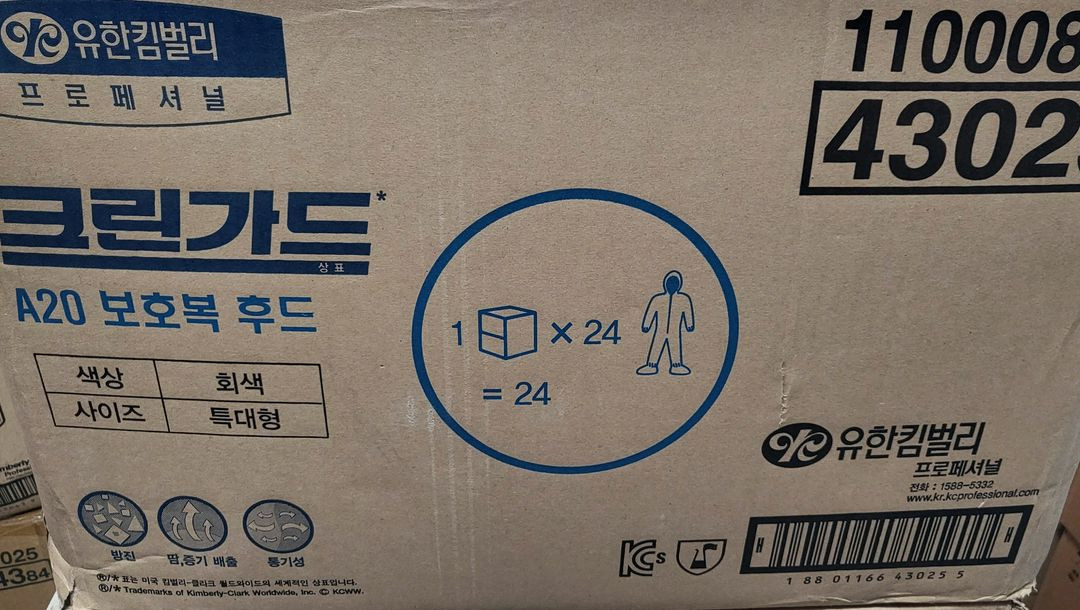 유한킴벌리
프로페셔널
110008
4302
크린가드*
상표
A20 보호복 후드
색상 회색
사이즈 특대형
1 × 24
= 24
유한킴벌리
프로페셔널
전화 : 1588-5332
www.kr.kcprofessional.com
방진
땀,증기 배출
통기성
KCs
H H
1 88 01166 43025 5
®/* 표는 미국 킴벌리-클라크 월드와이드의 세계적인 상표입니다.
®/* Trademarks of Kimberly-Clark Worldwide, Inc. © KCWW.
025
4384